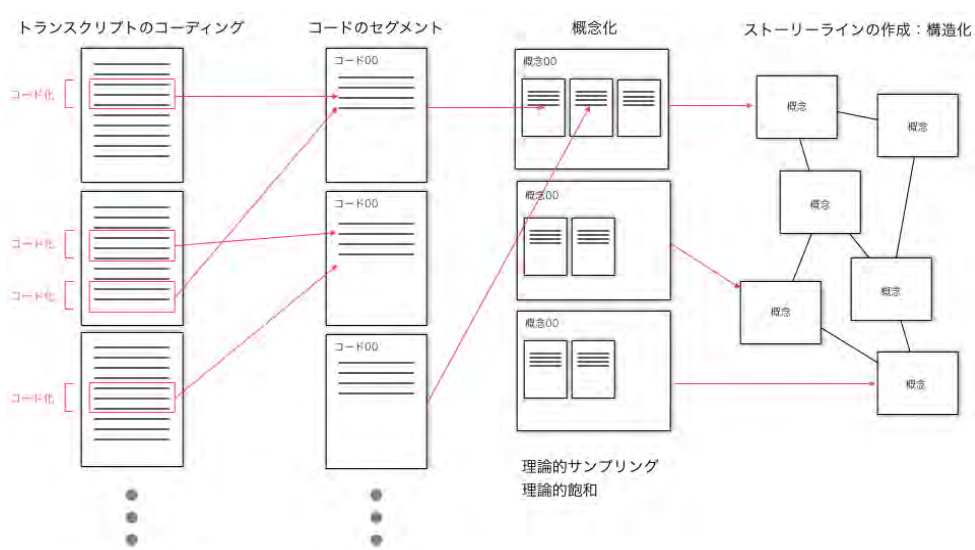 トランスクリプトのコーディング
コード化
コード化
コード化
コード化
コードのセグメント
コード00
コード00
コード00
概念化
概念00
概念00
概念00
理論的サンプリング
理論的飽和
ストーリーラインの作成：構造化
概念
概念
概念
概念
概念
概念